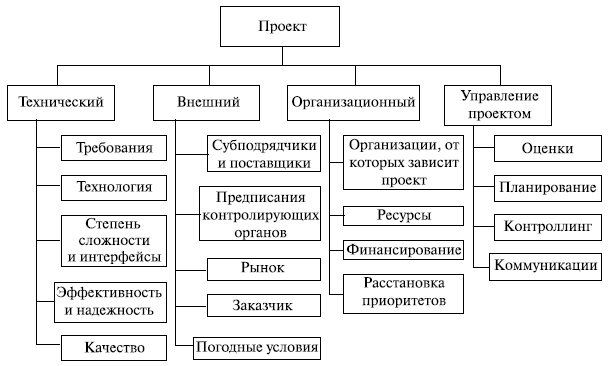 Проект
Технический
Требования
Технология
Степень
сложности
и интерфейсы
Эффективность
и надежность
Качество
Внешний
Субподрядчики
и поставщики
Предписания
контролирующих
органов
Рынок
Заказчик
Погодные условия
Организационный
Организации, от
которых зависит
проект
Ресурсы
Финансирование
Расстановка
приоритетов
Управление
проектом
Оценки
Планирование
Контроллинг
Коммуникации